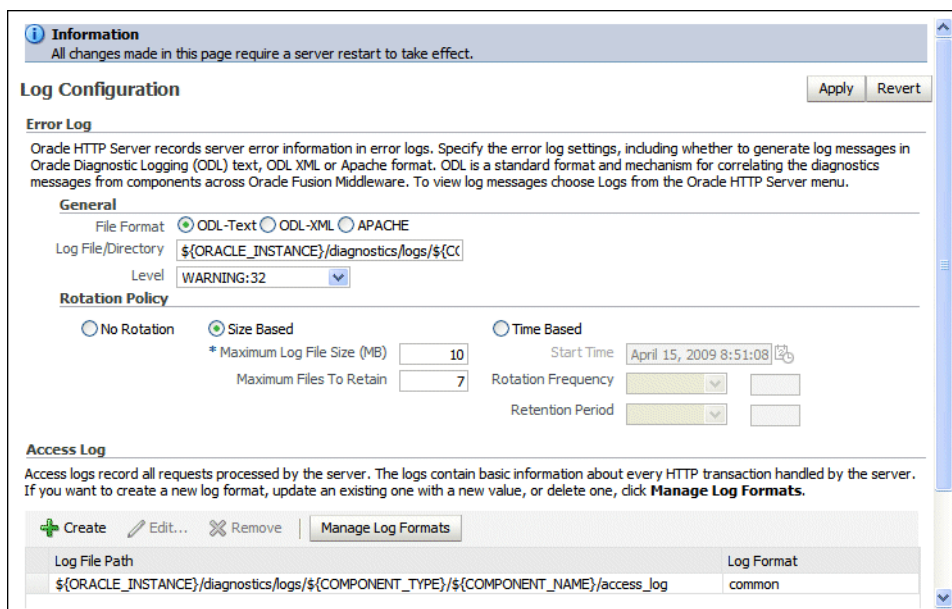 Information
All changes made in this page require a server restart to take effect.
Log Configuration
Apply Revert
Error Log
Oracle HTTP Server records server error information in error logs. Specify the error log settings, including whether to generate log messages in
Oracle Diagnostic Logging (ODL) text, ODL XML or Apache format. ODL is a standard format and mechanism for correlating the diagnostics
messages from components across Oracle Fusion Middleware. To view log messages choose Logs from the Oracle HTTP Server menu.
General
File Format ODL-Text ODL-XML APACHE
Log File/Directory ${ORACLE_INSTANCE}/diagnostics/logs/${CO
Level WARNING:32
Rotation Policy
No Rotation Size Based Time Based
* Maximum Log File Size (MB) 10 Start Time April 15, 2009 8:51:08
Maximum Files To Retain 7 Rotation Frequency
Retention Period
Access Log
Access logs record all requests processed by the server. The logs contain basic information about every HTTP transaction handled by the server.
If you want to create a new log format, update an existing one with a new value, or delete one, click Manage Log Formats.
Create Edit... Remove Manage Log Formats
Log File Path Log Format
${ORACLE_INSTANCE}/diagnostics/logs/${COMPONENT_TYPE}/${COMPONENT_NAME}/access_log common